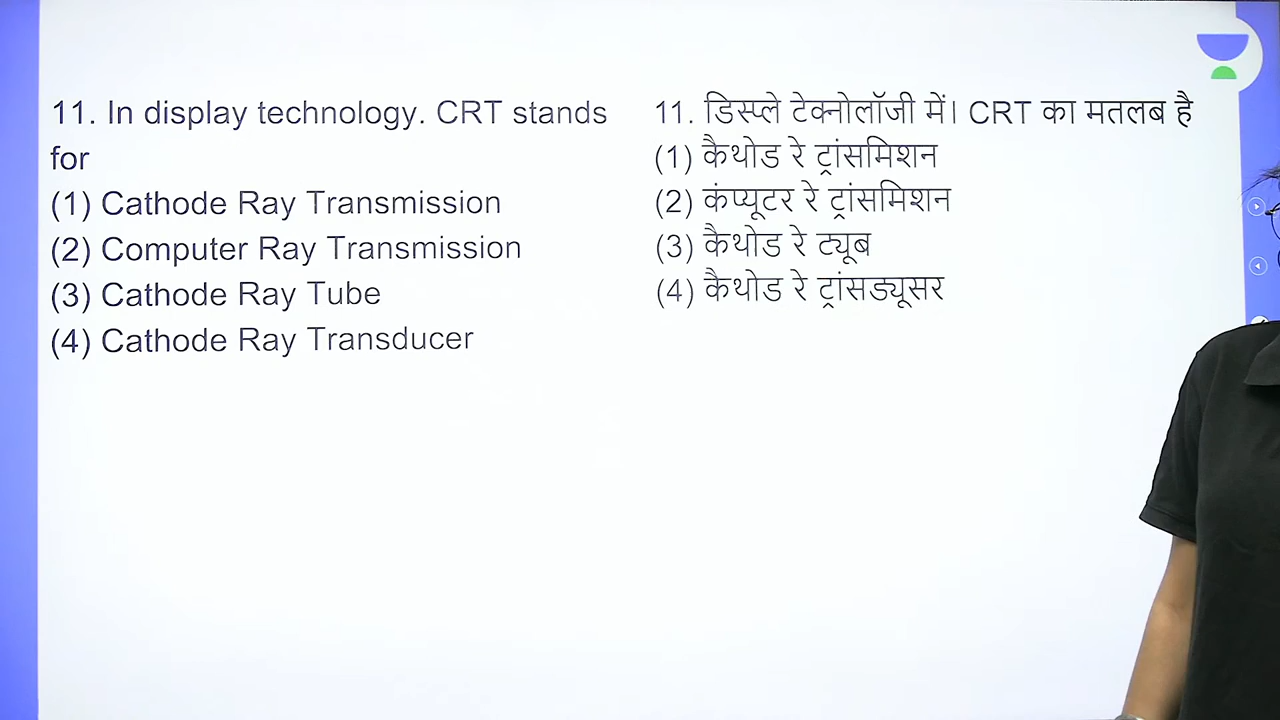 11. In display technology. CRT stands
for
(1) Cathode Ray Transmission
(2) Computer Ray Transmission
(3) Cathode Ray Tube
(4) Cathode Ray Transducer
11. डिस्प्ले टेक्नोलॉजी में। CRT का मतलब है
(1) कैथोड रे ट्रांसमिशन
(2) कंप्यूटर रे ट्रांसमिशन
(3) कैथोड रे ट्यूब
(4) कैथोड रे ट्रांसड्यूसर